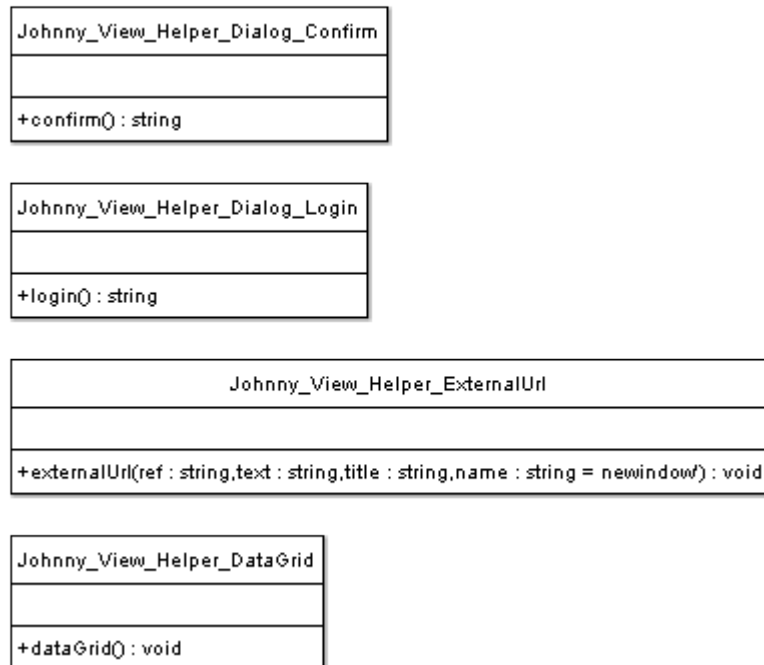 Johnny_View_Helper_Dialog_Confirm
+confirm() : string
Johnny_View_Helper_Dialog_Login
+login() : string
Johnny_View_Helper_ExternalUrl
+externalUrl(ref : string,text : string,title : string,name : string = newindow') : void
Johnny_View_Helper_DataGrid
+dataGrid() : void